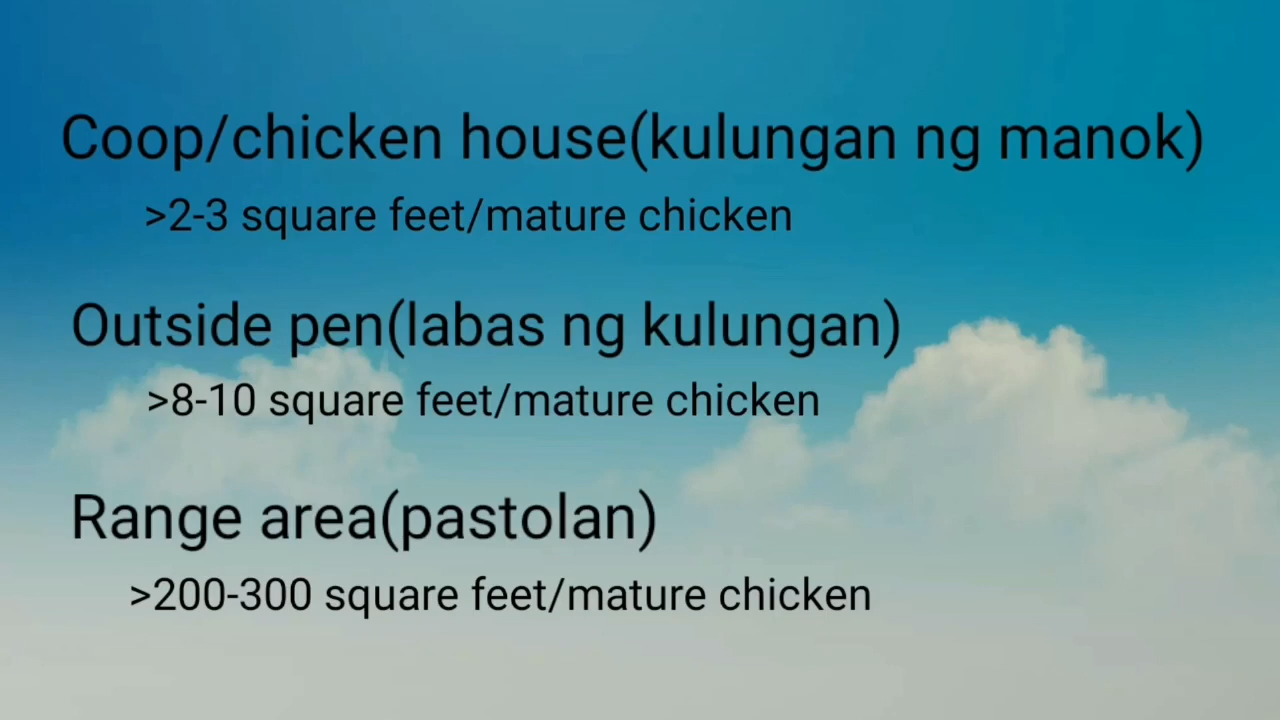 Coop/chicken house(kulungan ng manok)
>2-3 square feet/mature chicken
Outside pen(labas ng kulungan)
>8-10 square feet/mature chicken
Range area(pastolan)
>200-300 square feet/mature chicken